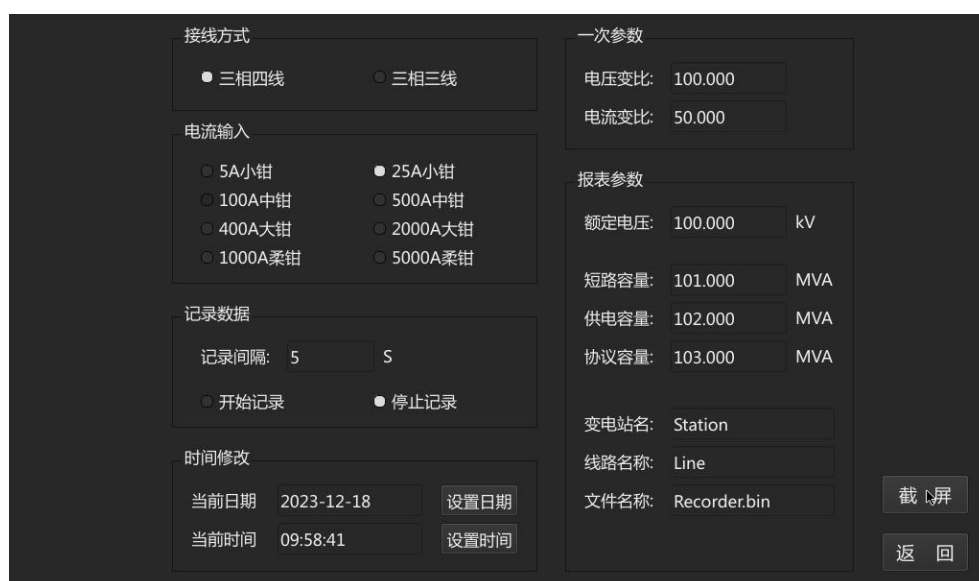 接线方式
三相四线 三相三线
电流输入
5A小钳 25A小钳
100A中钳 500A中钳
400A大钳 2000A大钳
1000A柔钳 5000A柔钳
记录数据
记录间隔: 5 S
开始记录 停止记录
时间修改
当前日期 2023-12-18 设置日期
当前时间 09:58:41 设置时间
一次参数
电压变比: 100.000
电流变比: 50.000
报表参数
额定电压: 100.000 kV
短路容量: 101.000 MVA
供电容量: 102.000 MVA
协议容量: 103.000 MVA
变电站名: Station
线路名称: Line
文件名称: Recorder.bin
截 屏
返 回